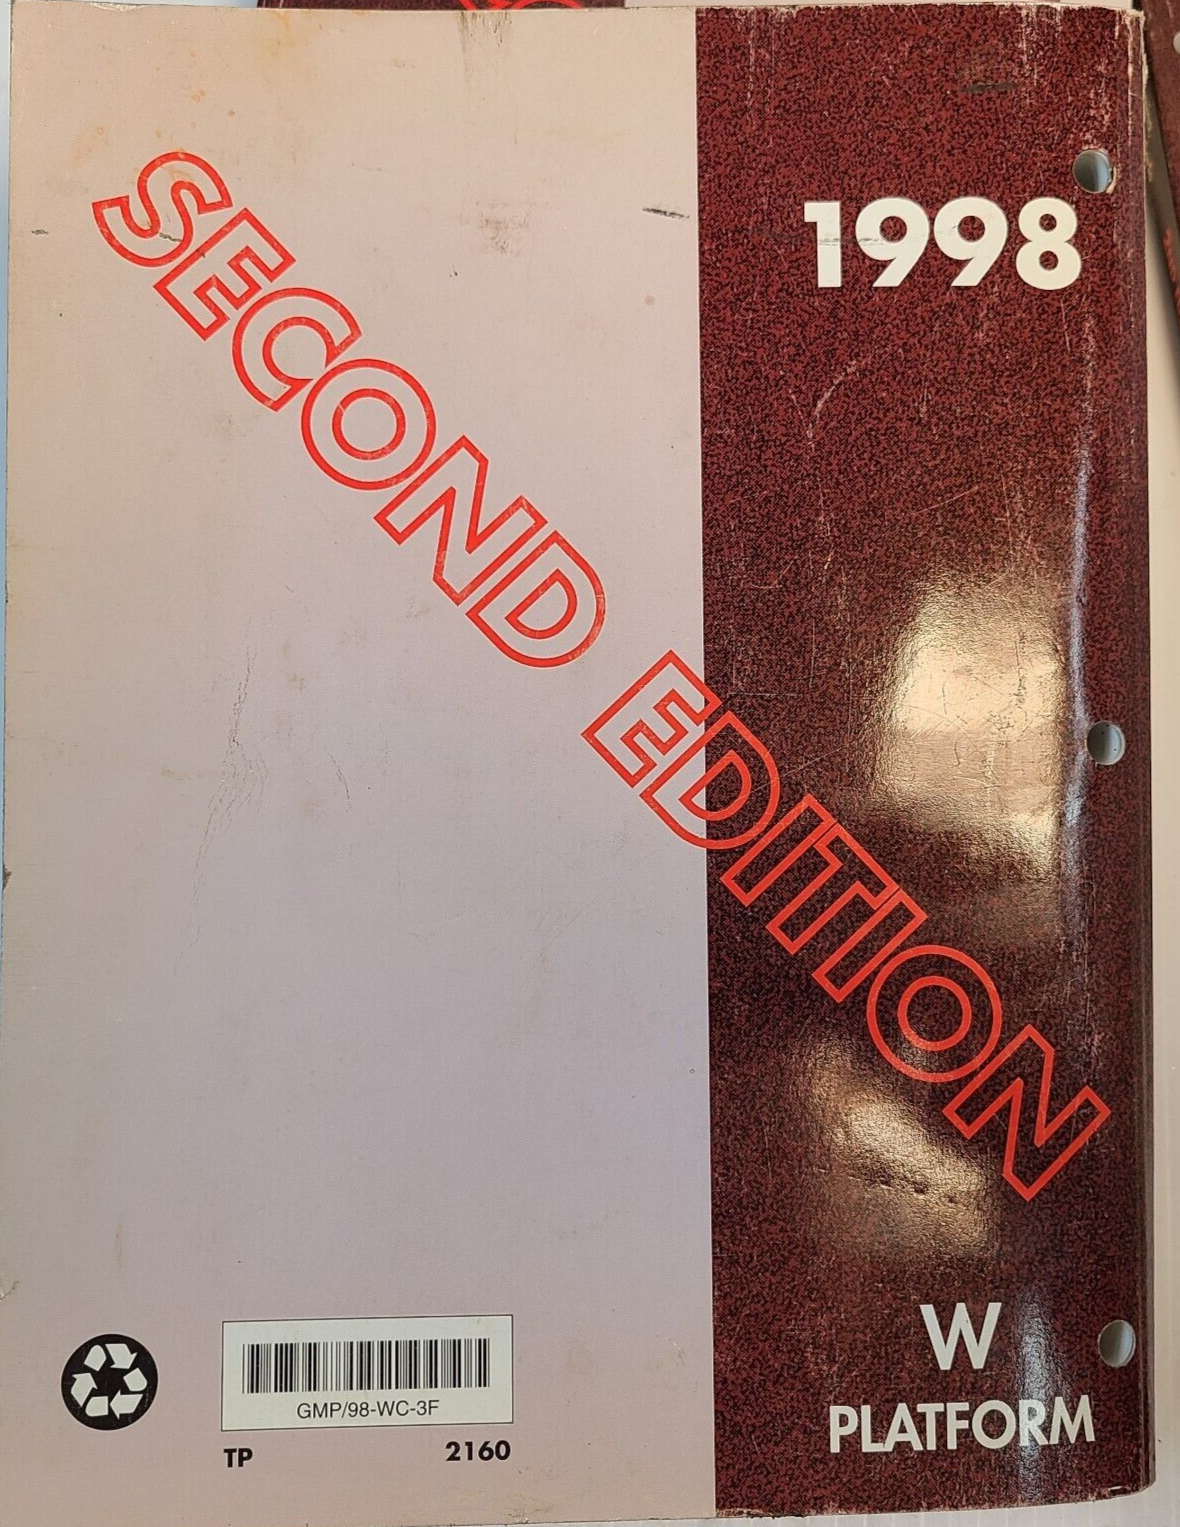 1998
SECOND EDITION
W
PLATFORM
GMP/98-WC-3F
TP 2160